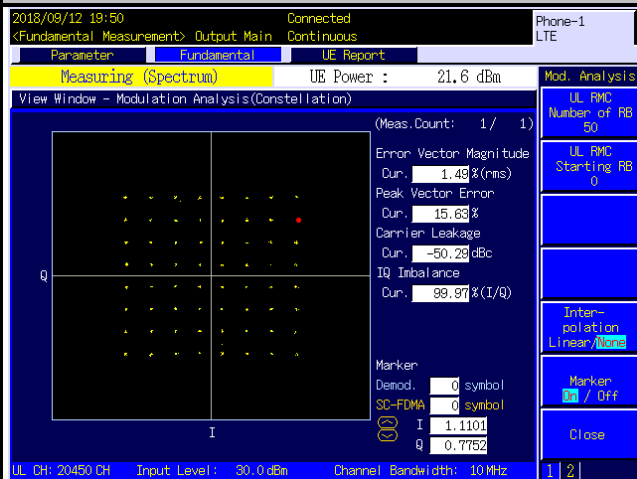 2018/09/12 19:50 Connected Phone-1
<Fundamental Measurement> Output Main Continuous LTE
Parameter Fundamental UE Report
Measuring (Spectrum) UE Power : 21.6 dBm Mod. Analysis
View Window - Modulation Analysis(Constellation)
UL RMC
Number of RB
50
(Meas.Count: 1/ 1)
Error Vector Magnitude
Cur. 1.49 %(rms)
Peak Vector Error
Cur. 15.63 %
Carrier Leakage
Cur. -50.29 dBc
IQ Imbalance
Cur. 99.97 %(I/Q)
UL RMC
Starting RB
0
Q
I
Inter-
polation
Linear/None
Marker
Demod. 0 symbol
SC-FDMA 0 symbol
I 1.1101
Q 0.7752
Marker
On / Off
Close
UL CH: 20450 CH Input Level: 30.0 dBm Channel Bandwidth: 10 MHz 1 2